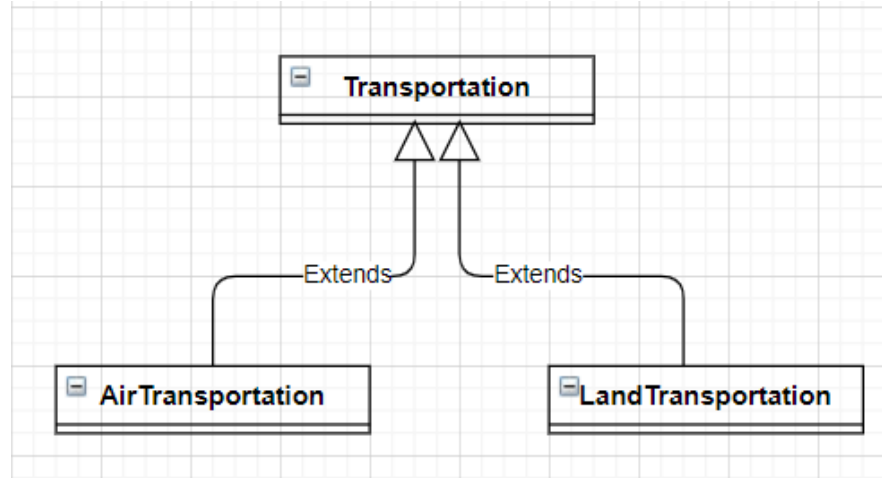 Transportation
Extends
Extends
AirTransportation
LandTransportation